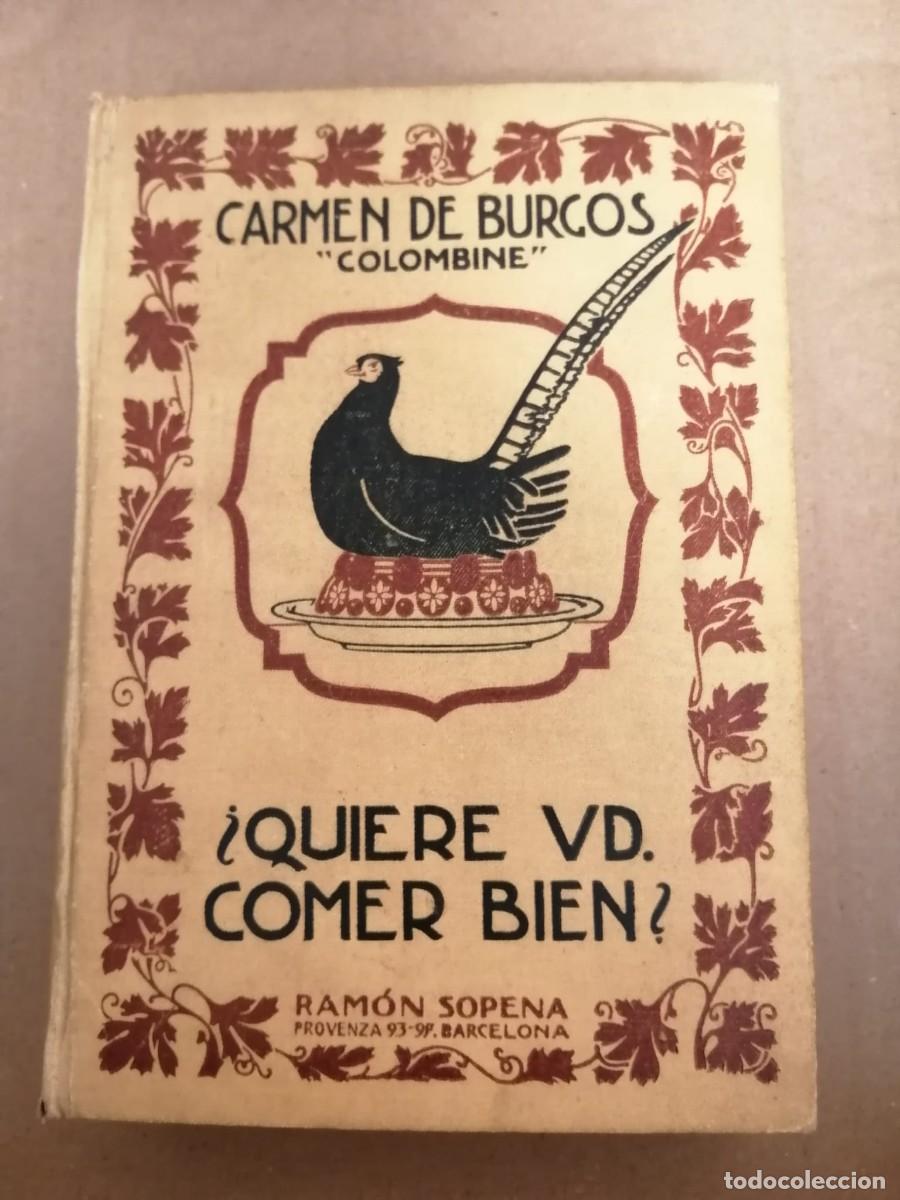 CARMEN DE BURGOS
"COLOMBINE"
¿QUIERE VD.
COMER BIEN?
RAMÓN SOPENA
PROVENZA 93-97. BARCELONA
todocoleccion